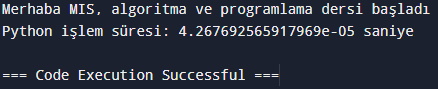 Merhaba MIS, algoritma ve programlama dersi başladı
Python işlem süresi: 4.267692565917969e-05 saniye
=== Code Execution Successful ===